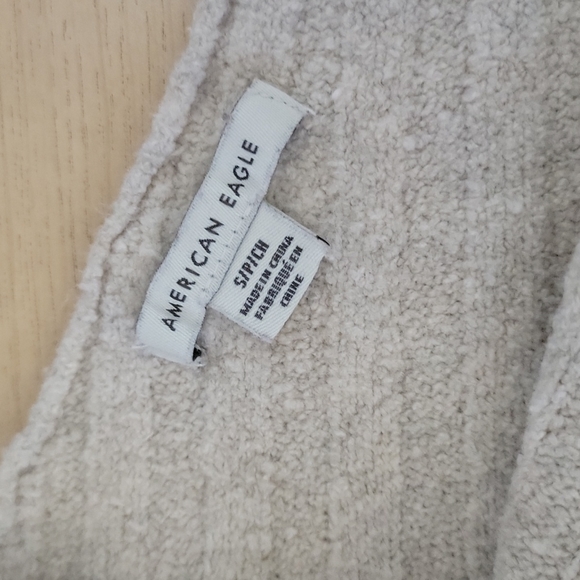 AMERICAN EAGLE
S/P/CH
MADE IN CHINA
FABRIQUÉ EN
CHINE